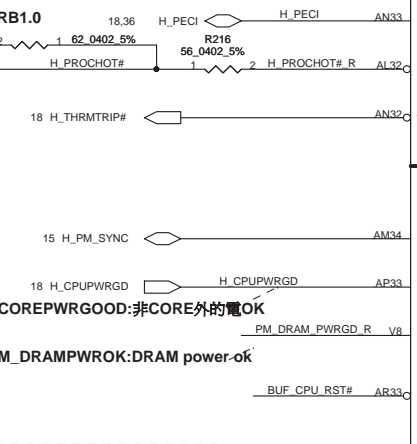 RB1.0
18,36 H_PECI H_PECI AN33
2 1 62_0402_5% R216
56_0402_5%
H_PROCHOT# 1 2 H_PROCHOT#_R AL32
18 H_THRMTRIP# AN32
15 H_PM_SYNC AM34
18 H_CPUPWRGD H_CPUPWRGD AP33
COREPWRGOOD:非CORE外的電OK
PM_DRAM_PWRGD_R V8
M_DRAMPWROK:DRAM power ok
BUF_CPU_RST# AR33